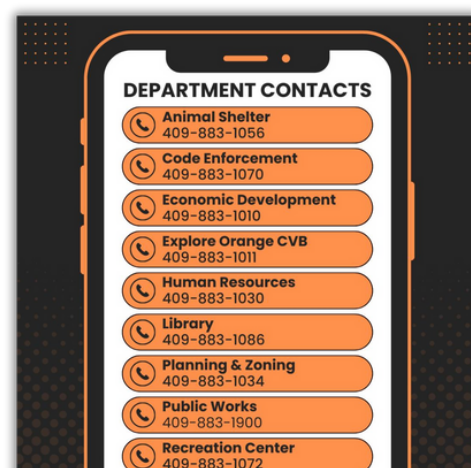 DEPARTMENT CONTACTS
Animal Shelter
409-883-1056
Code Enforcement
409-883-1070
Economic Development
409-883-1010
Explore Orange CVB
409-883-1011
Human Resources
409-883-1030
Library
409-883-1086
Planning & Zoning
409-883-1034
Public Works
409-883-1900
Recreation Center
409-883-1072